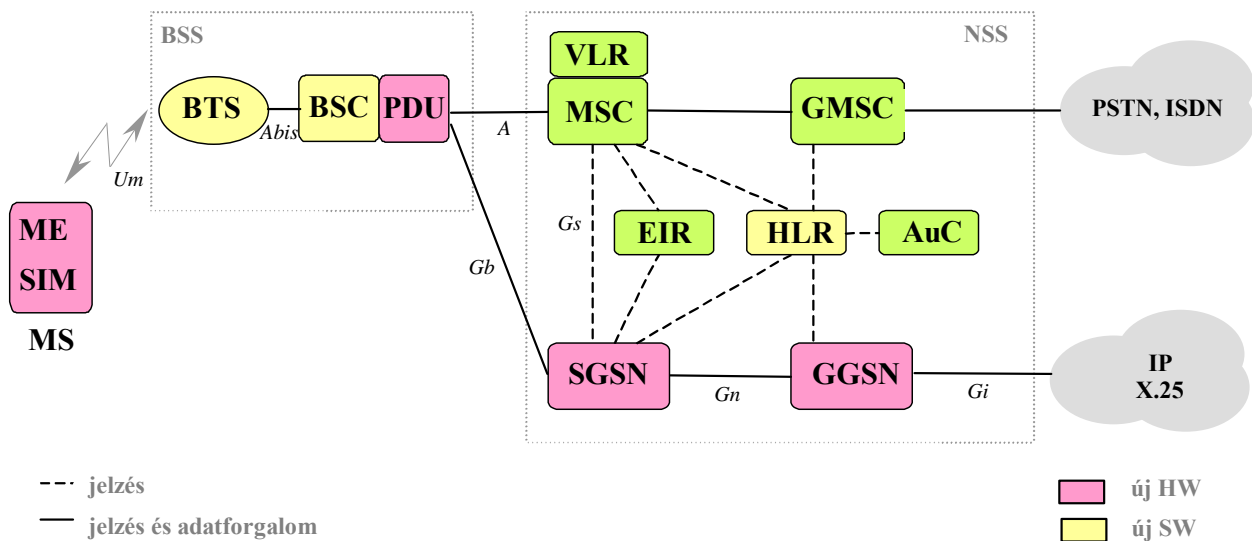 BSS
NSS
VLR
BTS
BSC
PDU
MSC
GMSC
PSTN, ISDN
Abis
A
Um
ME
SIM
MS
Gs
EIR
HLR
AuC
Gb
SGSN
Gn
GGSN
Gi
IP
X.25
jelzés
jelzés és adatforgalom
új HW
új SW